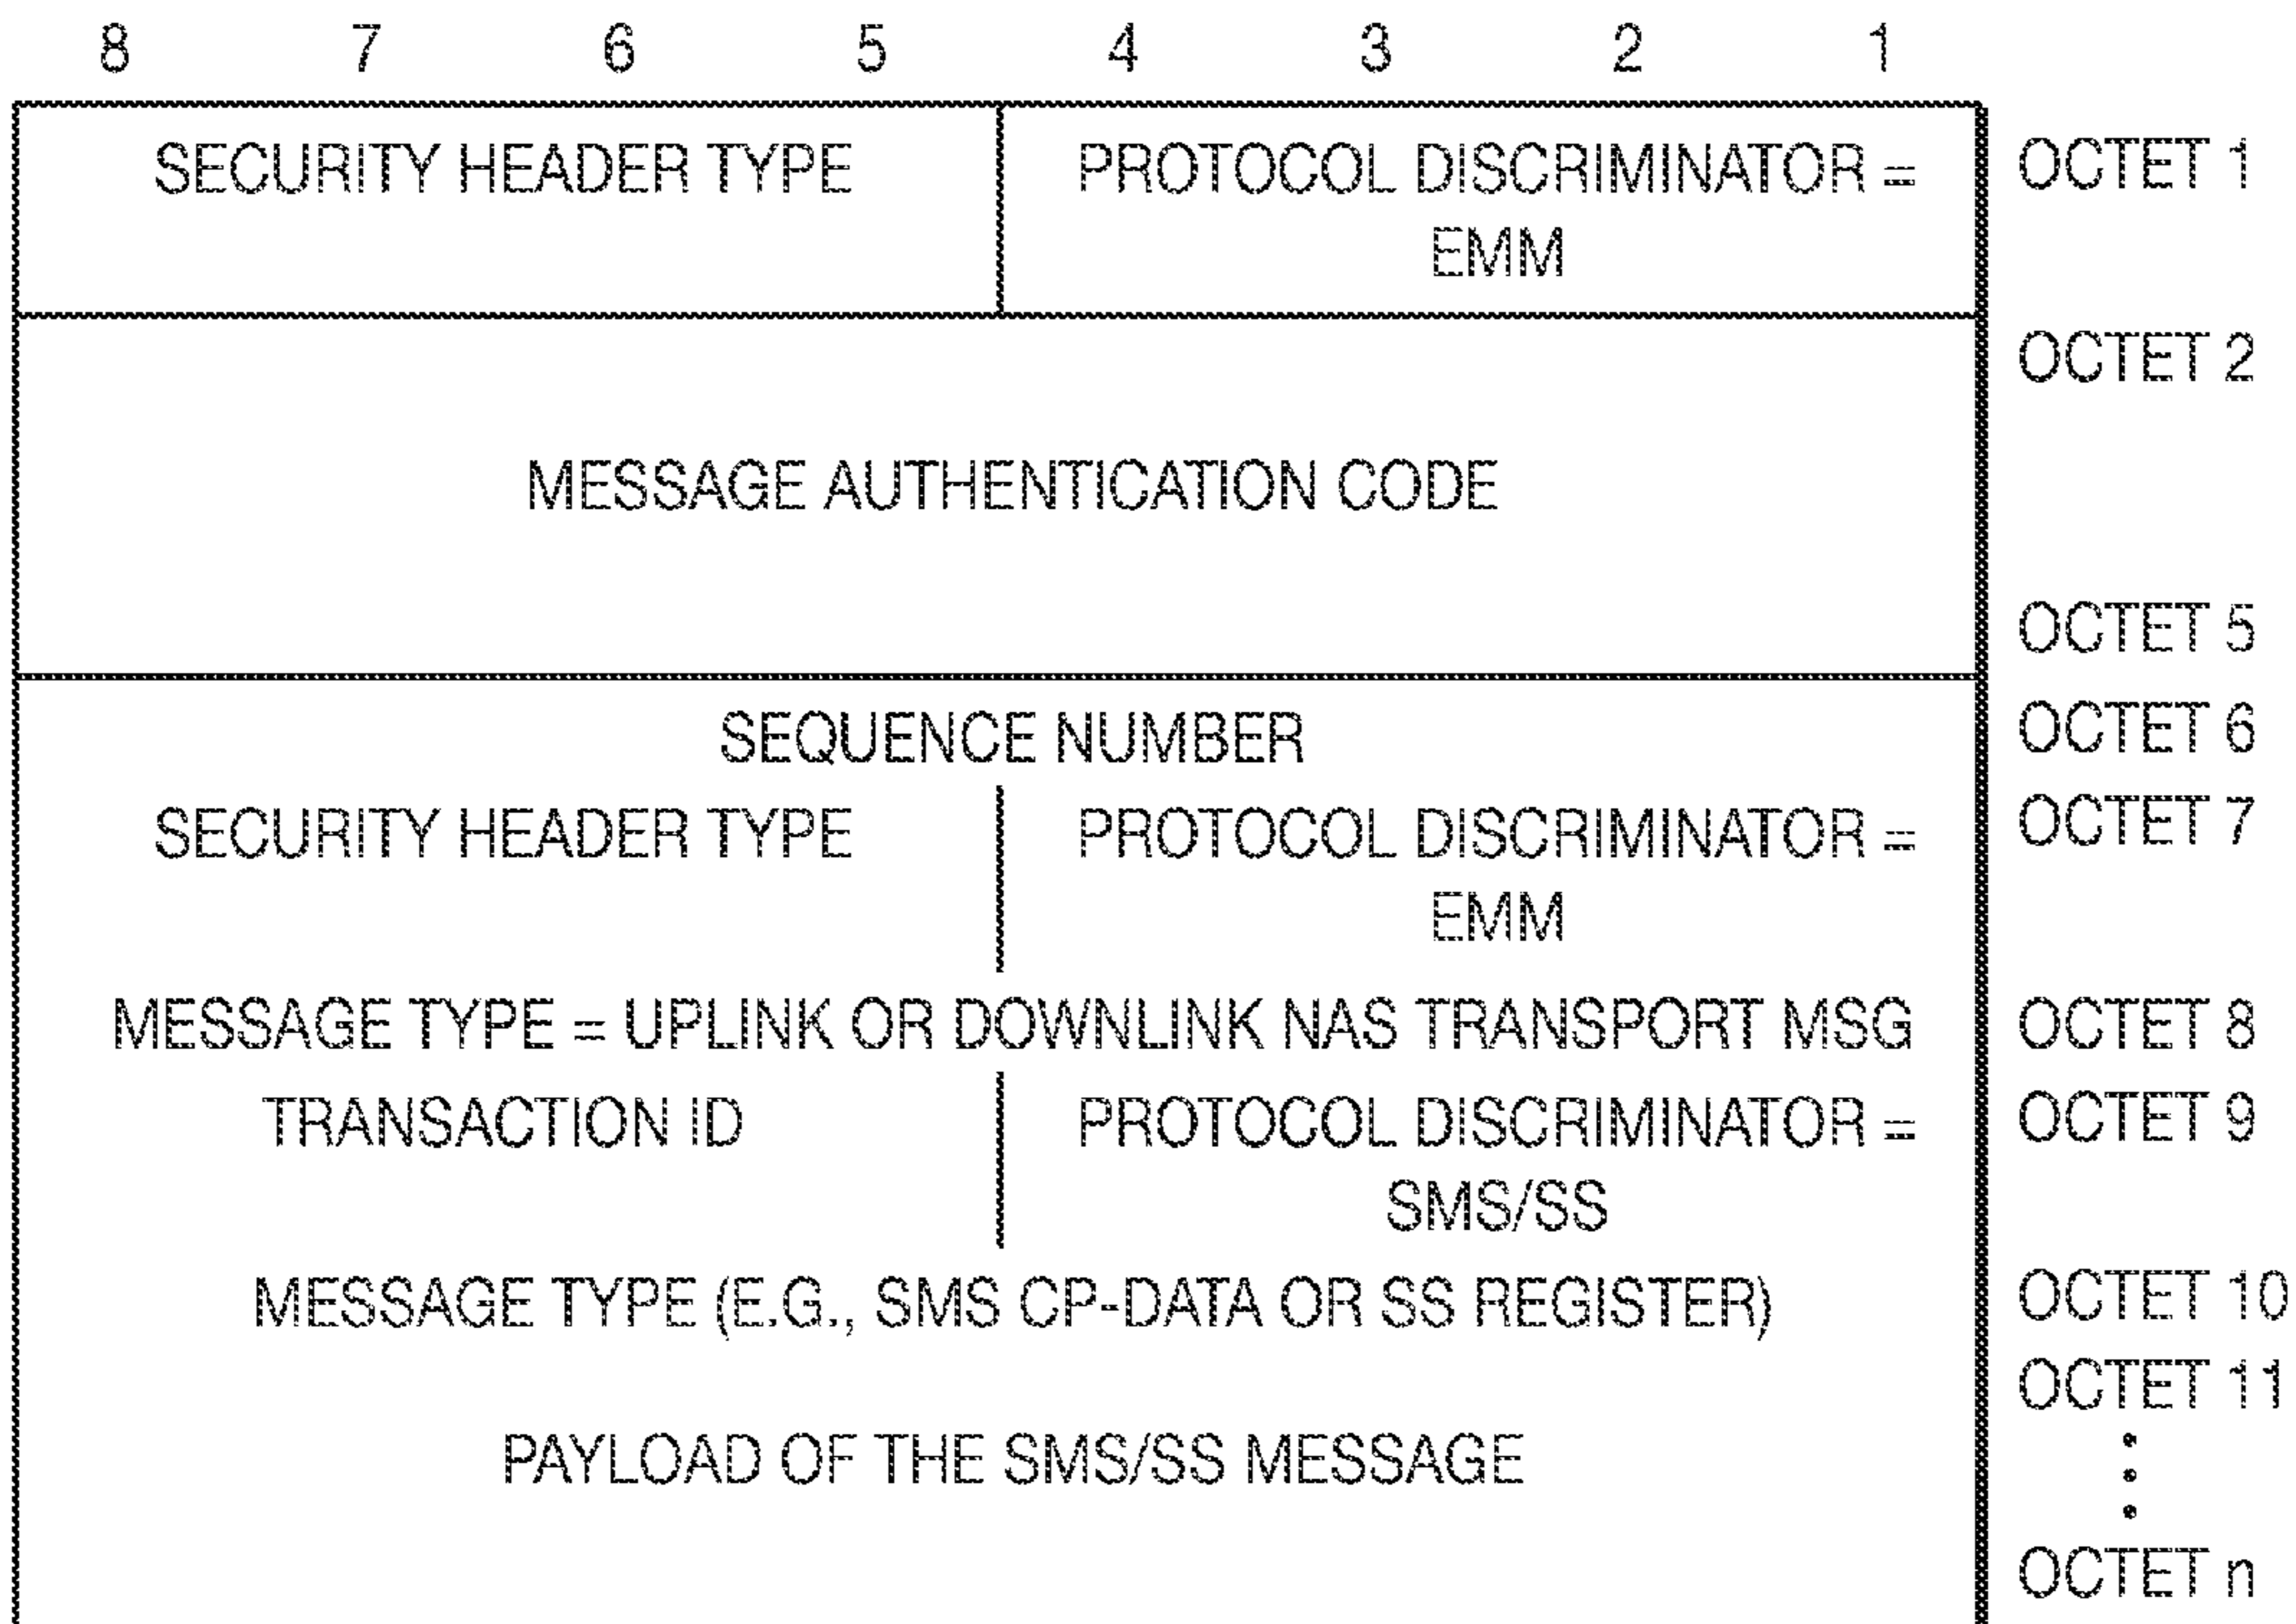 8 7 6 5 4 3 2 1
SECURITY HEADER TYPE PROTOCOL DISCRIMINATOR = OCTET 1
EMM
OCTET 2
MESSAGE AUTHENTICATION CODE
OCTET 5
SEQUENCE NUMBER OCTET 6
SECURITY HEADER TYPE PROTOCOL DISCRIMINATOR = OCTET 7
EMM
MESSAGE TYPE = UPLINK OR DOWNLINK NAS TRANSPORT MSG OCTET 8
TRANSACTION ID PROTOCOL DISCRIMINATOR = OCTET 9
SMS/SS
MESSAGE TYPE (E.G., SMS CP-DATA OR SS REGISTER) OCTET 10
OCTET 11
PAYLOAD OF THE SMS/SS MESSAGE
OCTET n